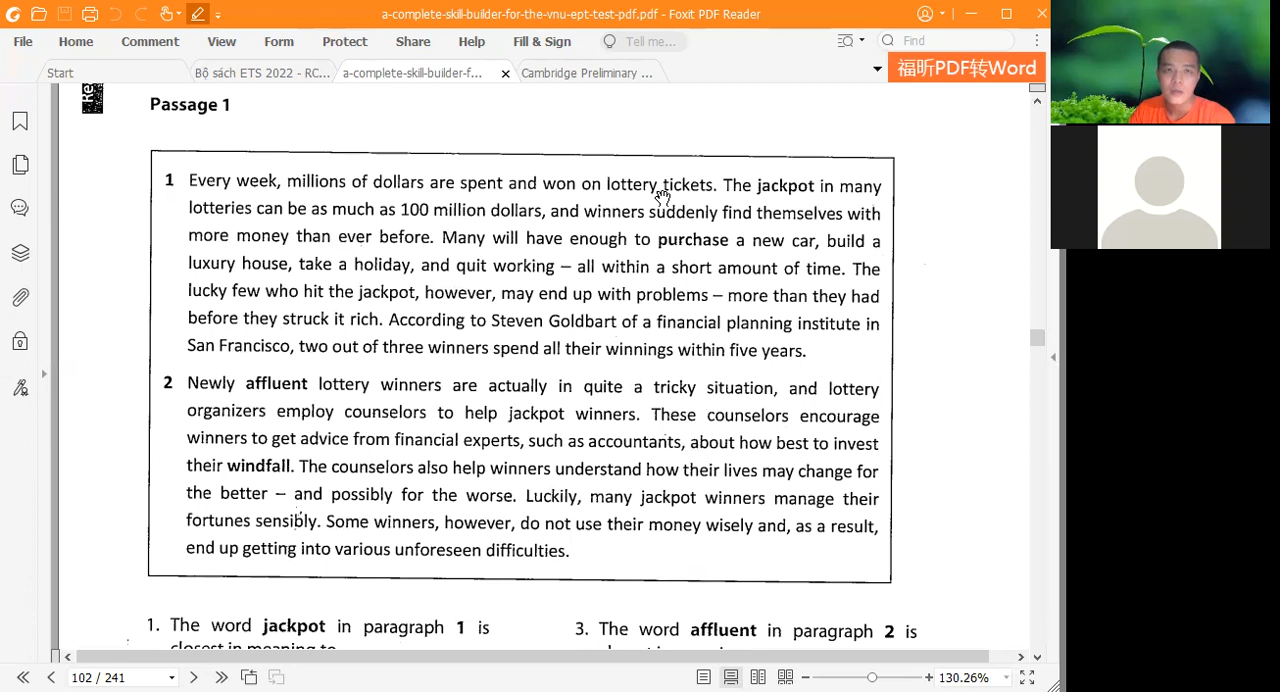 a-complete-skill-builder-for-the-vnu-ept-test-pdf.pdf - Foxit PDF Reader
File Home Comment View Form Protect Share Help Fill & Sign Tell me... Find
Start Bộ sách ETS 2022 - RC... a-complete-skill-builder-f... Cambridge Preliminary ...
福昕PDF转Word
Passage 1
1 Every week, millions of dollars are spent and won on lottery tickets. The jackpot in many
lotteries can be as much as 100 million dollars, and winners suddenly find themselves with
more money than ever before. Many will have enough to purchase a new car, build a
luxury house, take a holiday, and quit working – all within a short amount of time. The
lucky few who hit the jackpot, however, may end up with problems – more than they had
before they struck it rich. According to Steven Goldbart of a financial planning institute in
San Francisco, two out of three winners spend all their winnings within five years.
2 Newly affluent lottery winners are actually in quite a tricky situation, and lottery
organizers employ counselors to help jackpot winners. These counselors encourage
winners to get advice from financial experts, such as accountants, about how best to invest
their windfall. The counselors also help winners understand how their lives may change for
the better – and possibly for the worse. Luckily, many jackpot winners manage their
fortunes sensibly. Some winners, however, do not use their money wisely and, as a result,
end up getting into various unforeseen difficulties.
1. The word jackpot in paragraph 1 is
closest in meaning to
3. The word affluent in paragraph 2 is
102 / 241
130.26%